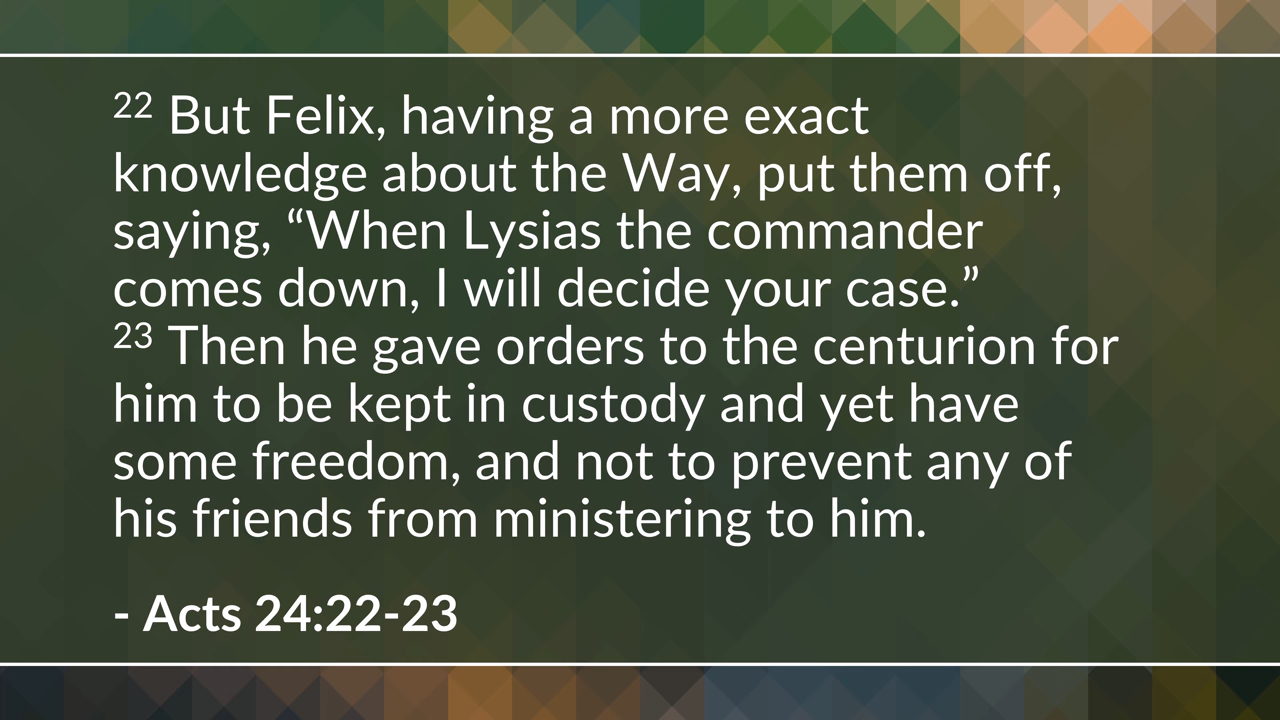 22 But Felix, having a more exact
knowledge about the Way, put them off,
saying, “When Lysias the commander
comes down, I will decide your case.”
23 Then he gave orders to the centurion for
him to be kept in custody and yet have
some freedom, and not to prevent any of
his friends from ministering to him.
- Acts 24:22-23